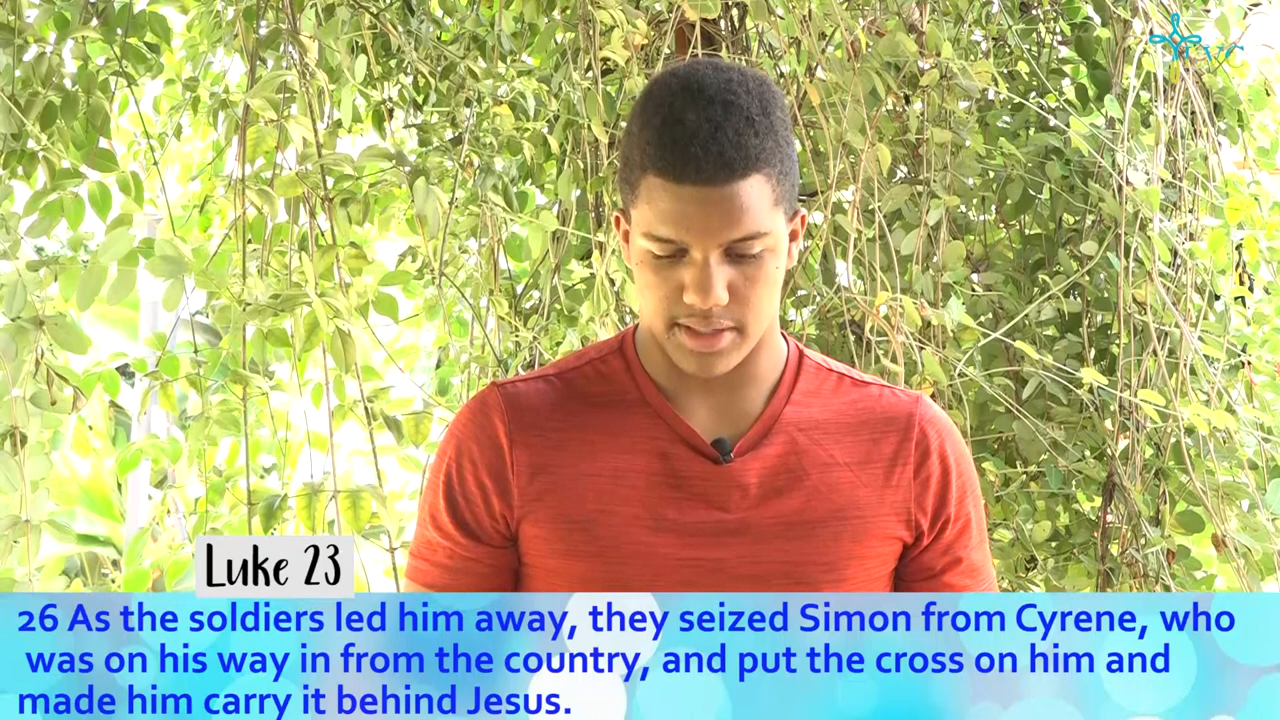 Luke 23
26 As the soldiers led him away, they seized Simon from Cyrene, who
was on his way in from the country, and put the cross on him and
made him carry it behind Jesus.